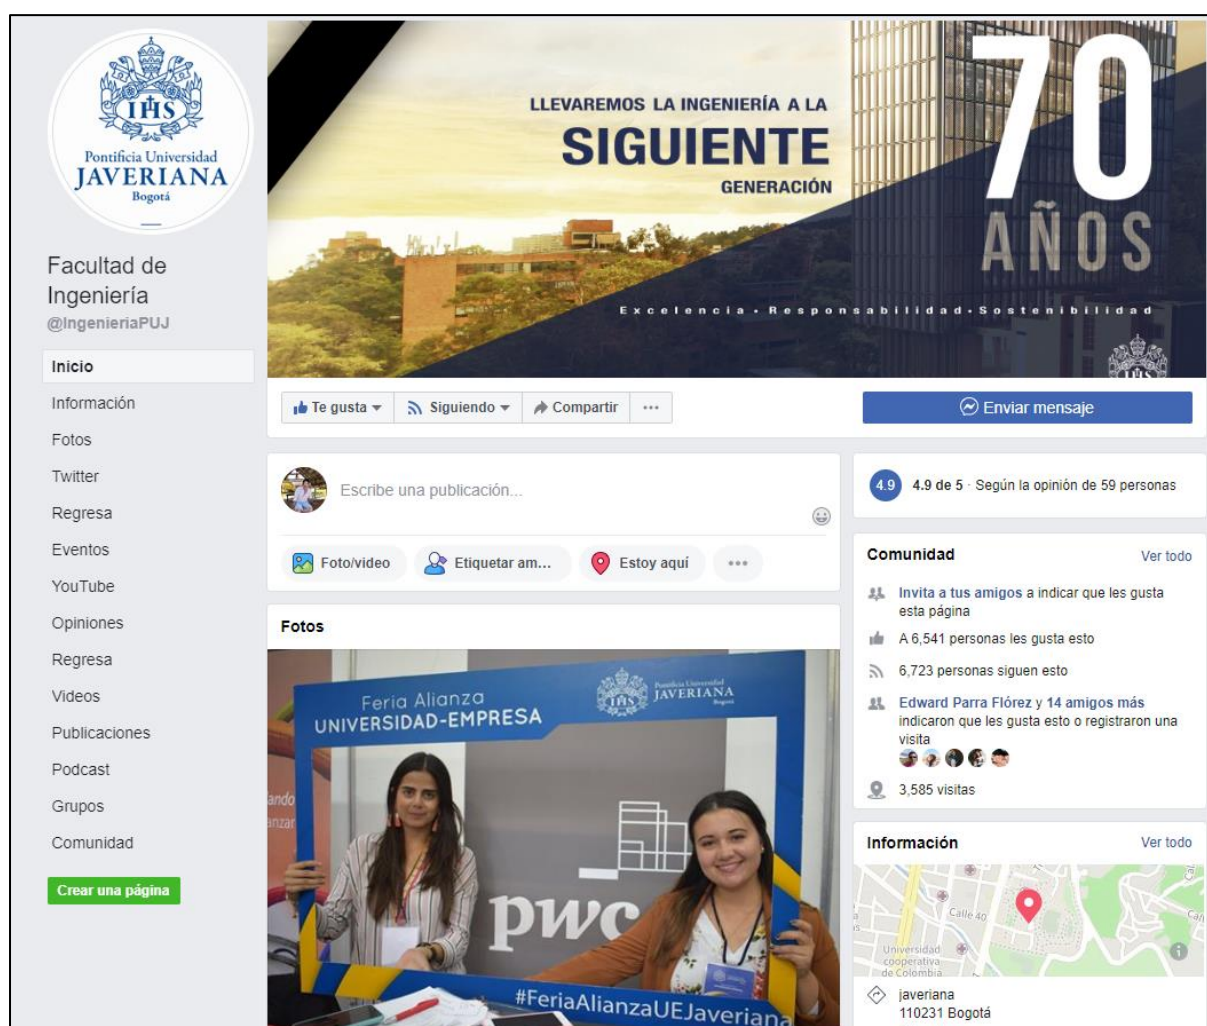 IHS
Pontificia Universidad
JAVERIANA
Bogotá
Facultad de
Ingeniería
@IngenieriaPUJ
Inicio
Información
Fotos
Twitter
Regresa
Eventos
YouTube
Opiniones
Regresa
Videos
Publicaciones
Podcast
Grupos
Comunidad
Crear una página
LLEVAREMOS LA INGENIERÍA A LA
SIGUIENTE
GENERACIÓN
70
AÑOS
Excelencia · Responsabilidad · Sostenibilidad
IHS
Te gusta
Siguiendo
Compartir
Enviar mensaje
Escribe una publicación...
Foto/video
Etiquetar am...
Estoy aquí
Fotos
Feria Alianza
UNIVERSIDAD-EMPRESA
Pontificia Universidad
JAVERIANA
Bogotá
pwc
#FeriaAlianzaUEJaveriana
4.9
4.9 de 5 · Según la opinión de 59 personas
Comunidad
Ver todo
Invita a tus amigos a indicar que les gusta
esta página
A 6,541 personas les gusta esto
6,723 personas siguen esto
Edward Parra Flórez y 14 amigos más
indicaron que les gusta esto o registraron una
visita
3,585 visitas
Información
Ver todo
Calle 40
Universidad
cooperativa
de Colombia
javeriana
110231 Bogotá